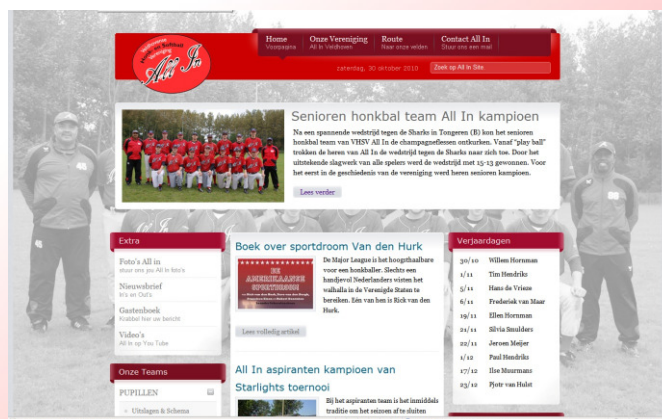 Home
Voorpagina
Onze Vereniging
All In Veldhoven
Route
Naar onze velden
Contact All In
Stuur ons een mail
All In
zaterdag, 30 oktober 2010
Zoek op All In Site
Senioren honkbal team All In kampioen
Na een spannende wedstrijd tegen de Sharks in Tongeren (B) kon het senioren
honkbal team van VHSV All In de champagneflessen ontkurken. Vanaf "play ball"
trokken de heren van All In de wedstrijd tegen de Sharks naar zich toe. Door het
uitstekende slagwerk van alle spelers werd de wedstrijd met 15-13 gewonnen. Voor
het eerst in de geschiedenis van de vereniging werd heren senioren kampioen.
Lees verder
Extra
Foto's All in
stuur ons jou All In foto's
Nieuwsbrief
In's en Out's
Gastenboek
Krabbel hier uw bericht
Video's
All In op You Tube
Onze Teams
PUPILLEN
Uitslagen & Schema
Boek over sportdroom Van den Hurk
DE
AMERIKAANSE
SPORTDROOM
De Major League is het hoogthaalbare
voor een honkballer. Slechts een
handjevol Nederlanders wisten het
walhalla in de Verenigde Staten te
bereiken. Eén van hen is Rick van den
Hurk.
Lees volledig artikel
All In aspiranten kampioen van
Starlights toernooi
Bij het aspiranten team is het inmiddels
traditie om het seizoen af te sluiten
Verjaardagen
30/10 Willem Hornman
1/11 Tim Hendriks
5/11 Hans de Vrieze
6/11 Frederiek van Maar
19/11 Ellen Hornman
21/11 Silvia Smulders
22/11 Jeroen Meijer
1/12 Paul Hendriks
17/12 Ilse Muurmans
23/12 Pjotr van Hulst